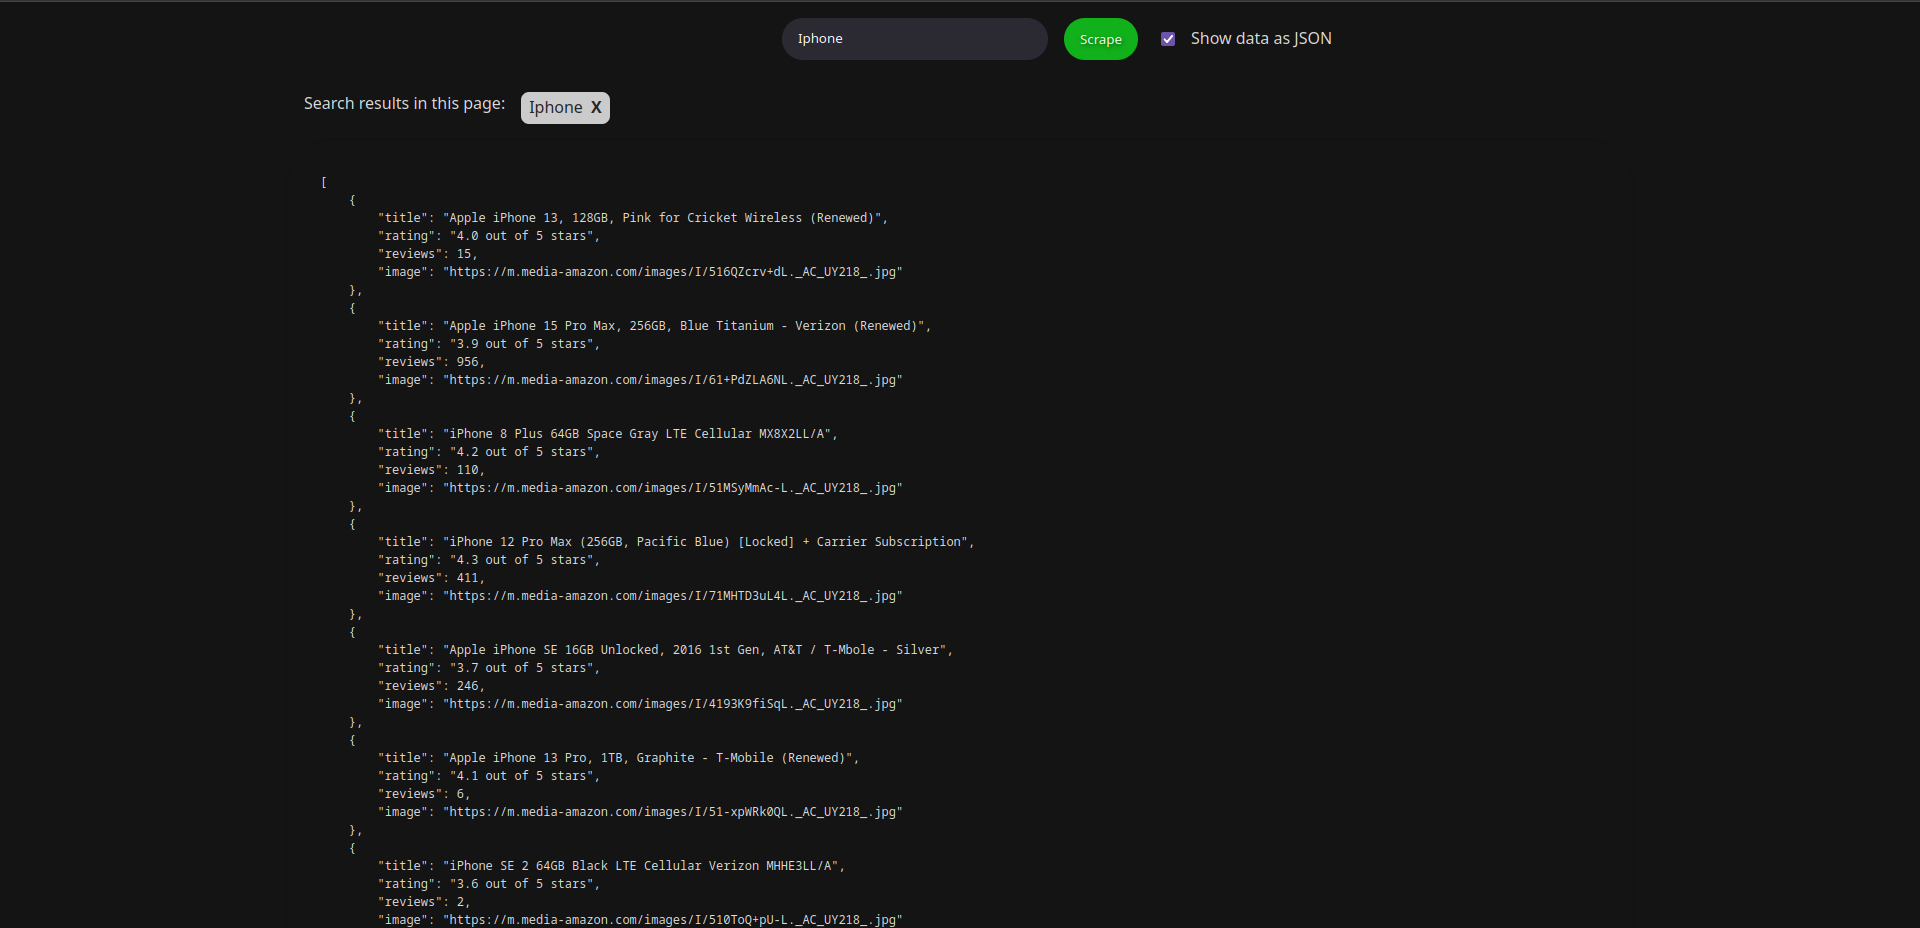 Iphone
Scrape
Show data as JSON
Search results in this page:
Iphone X
[
    {
        "title": "Apple iPhone 13, 128GB, Pink for Cricket Wireless (Renewed)",
        "rating": "4.0 out of 5 stars",
        "reviews": 15,
        "image": "https://m.media-amazon.com/images/I/516QZcrv+dL._AC_UY218_.jpg"
    },
    {
        "title": "Apple iPhone 15 Pro Max, 256GB, Blue Titanium - Verizon (Renewed)",
        "rating": "3.9 out of 5 stars",
        "reviews": 956,
        "image": "https://m.media-amazon.com/images/I/61+PdZLA6NL._AC_UY218_.jpg"
    },
    {
        "title": "iPhone 8 Plus 64GB Space Gray LTE Cellular MX8X2LL/A",
        "rating": "4.2 out of 5 stars",
        "reviews": 110,
        "image": "https://m.media-amazon.com/images/I/51MSyMmAc-L._AC_UY218_.jpg"
    },
    {
        "title": "iPhone 12 Pro Max (256GB, Pacific Blue) [Locked] + Carrier Subscription",
        "rating": "4.3 out of 5 stars",
        "reviews": 411,
        "image": "https://m.media-amazon.com/images/I/71MHTD3uL4L._AC_UY218_.jpg"
    },
    {
        "title": "Apple iPhone SE 16GB Unlocked, 2016 1st Gen, AT&T / T-Mbole - Silver",
        "rating": "3.7 out of 5 stars",
        "reviews": 246,
        "image": "https://m.media-amazon.com/images/I/4193K9fiSqL._AC_UY218_.jpg"
    },
    {
        "title": "Apple iPhone 13 Pro, 1TB, Graphite - T-Mobile (Renewed)",
        "rating": "4.1 out of 5 stars",
        "reviews": 6,
        "image": "https://m.media-amazon.com/images/I/51-xpWRk0QL._AC_UY218_.jpg"
    },
    {
        "title": "iPhone SE 2 64GB Black LTE Cellular Verizon MHHE3LL/A",
        "rating": "3.6 out of 5 stars",
        "reviews": 2,
        "image": "https://m.media-amazon.com/images/I/510ToQ+pU-L._AC_UY218_.jpg"